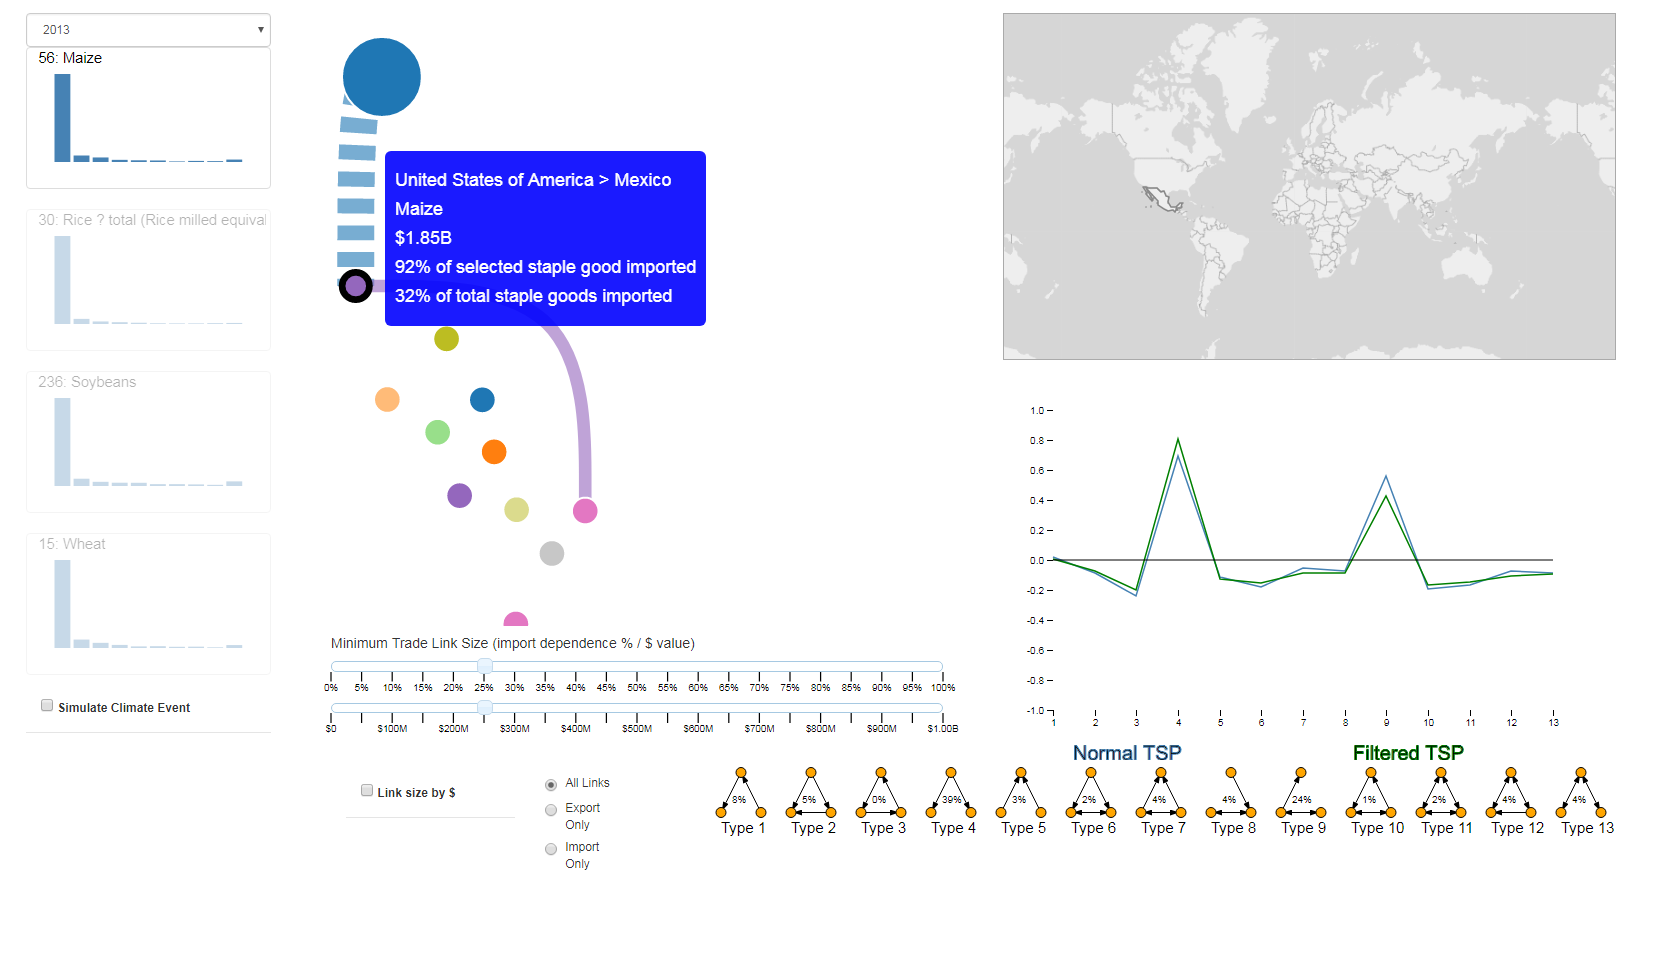 2013
56: Maize
30: Rice ? total (Rice milled equival
236: Soybeans
15: Wheat
Simulate Climate Event
United States of America > Mexico
Maize
$1.85B
92% of selected staple good imported
32% of total staple goods imported
Minimum Trade Link Size (import dependence % / $ value)
0% 5% 10% 15% 20% 25% 30% 35% 40% 45% 50% 55% 60% 65% 70% 75% 80% 85% 90% 95% 100%
$0 $100M $200M $300M $400M $500M $600M $700M $800M $900M $1.00B
Link size by $
All Links
Export
Only
Import
Only
1.0
0.8
0.6
0.4
0.2
0.0
-0.2
-0.4
-0.6
-0.8
-1.0
1 2 3 4 5 6 7 8 9 10 11 12 13
Normal TSP Filtered TSP
8% 5% 0% 39% 3% 2% 4% 4% 24% 1% 2% 4% 4%
Type 1 Type 2 Type 3 Type 4 Type 5 Type 6 Type 7 Type 8 Type 9 Type 10 Type 11 Type 12 Type 13